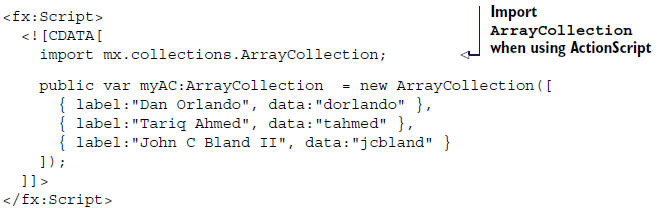 <fx:Script>
<![CDATA[
import mx.collections.ArrayCollection;
Import
ArrayCollection
when using ActionScript
public var myAC:ArrayCollection  = new ArrayCollection([
{ label:"Dan Orlando", data:"dorlando" },
{ label:"Tariq Ahmed", data:"tahmed" },
{ label:"John C Bland II", data:"jcbland" }
]);
]]>
</fx:Script>